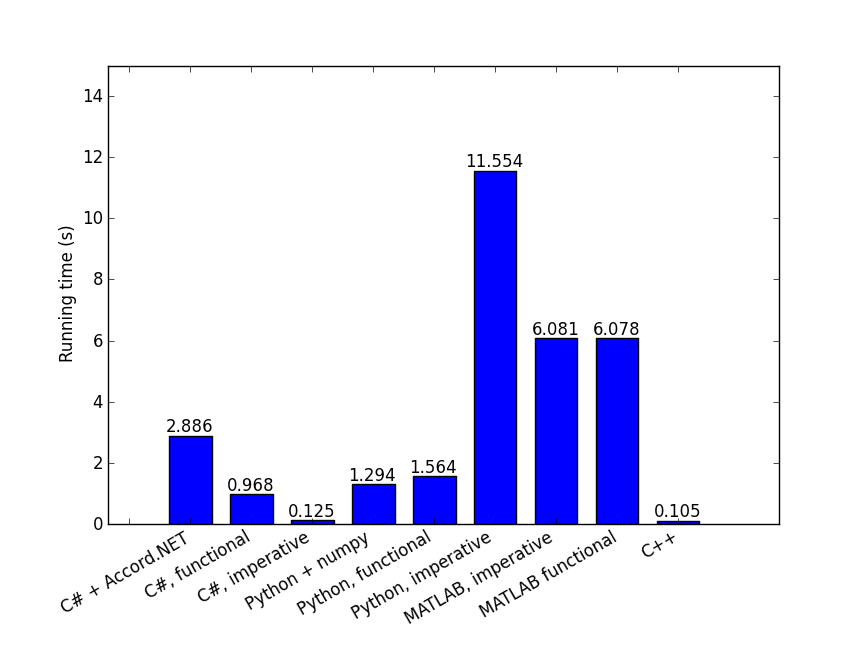 14
12
10
8
6
4
2
0
Running time (s)
2.886
0.968
0.125
1.294
1.564
11.554
6.081
6.078
0.105
C# + Accord.NET
C#, functional
C#, imperative
Python + numpy
Python, functional
Python, imperative
MATLAB, imperative
MATLAB functional
C++